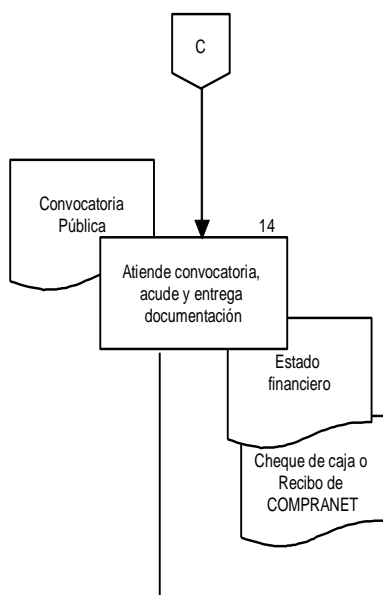 C
Convocatoria
Pública
14
Atiende convocatoria,
acude y entrega
documentación
Estado
financiero
Cheque de caja o
Recibo de
COMPRANET